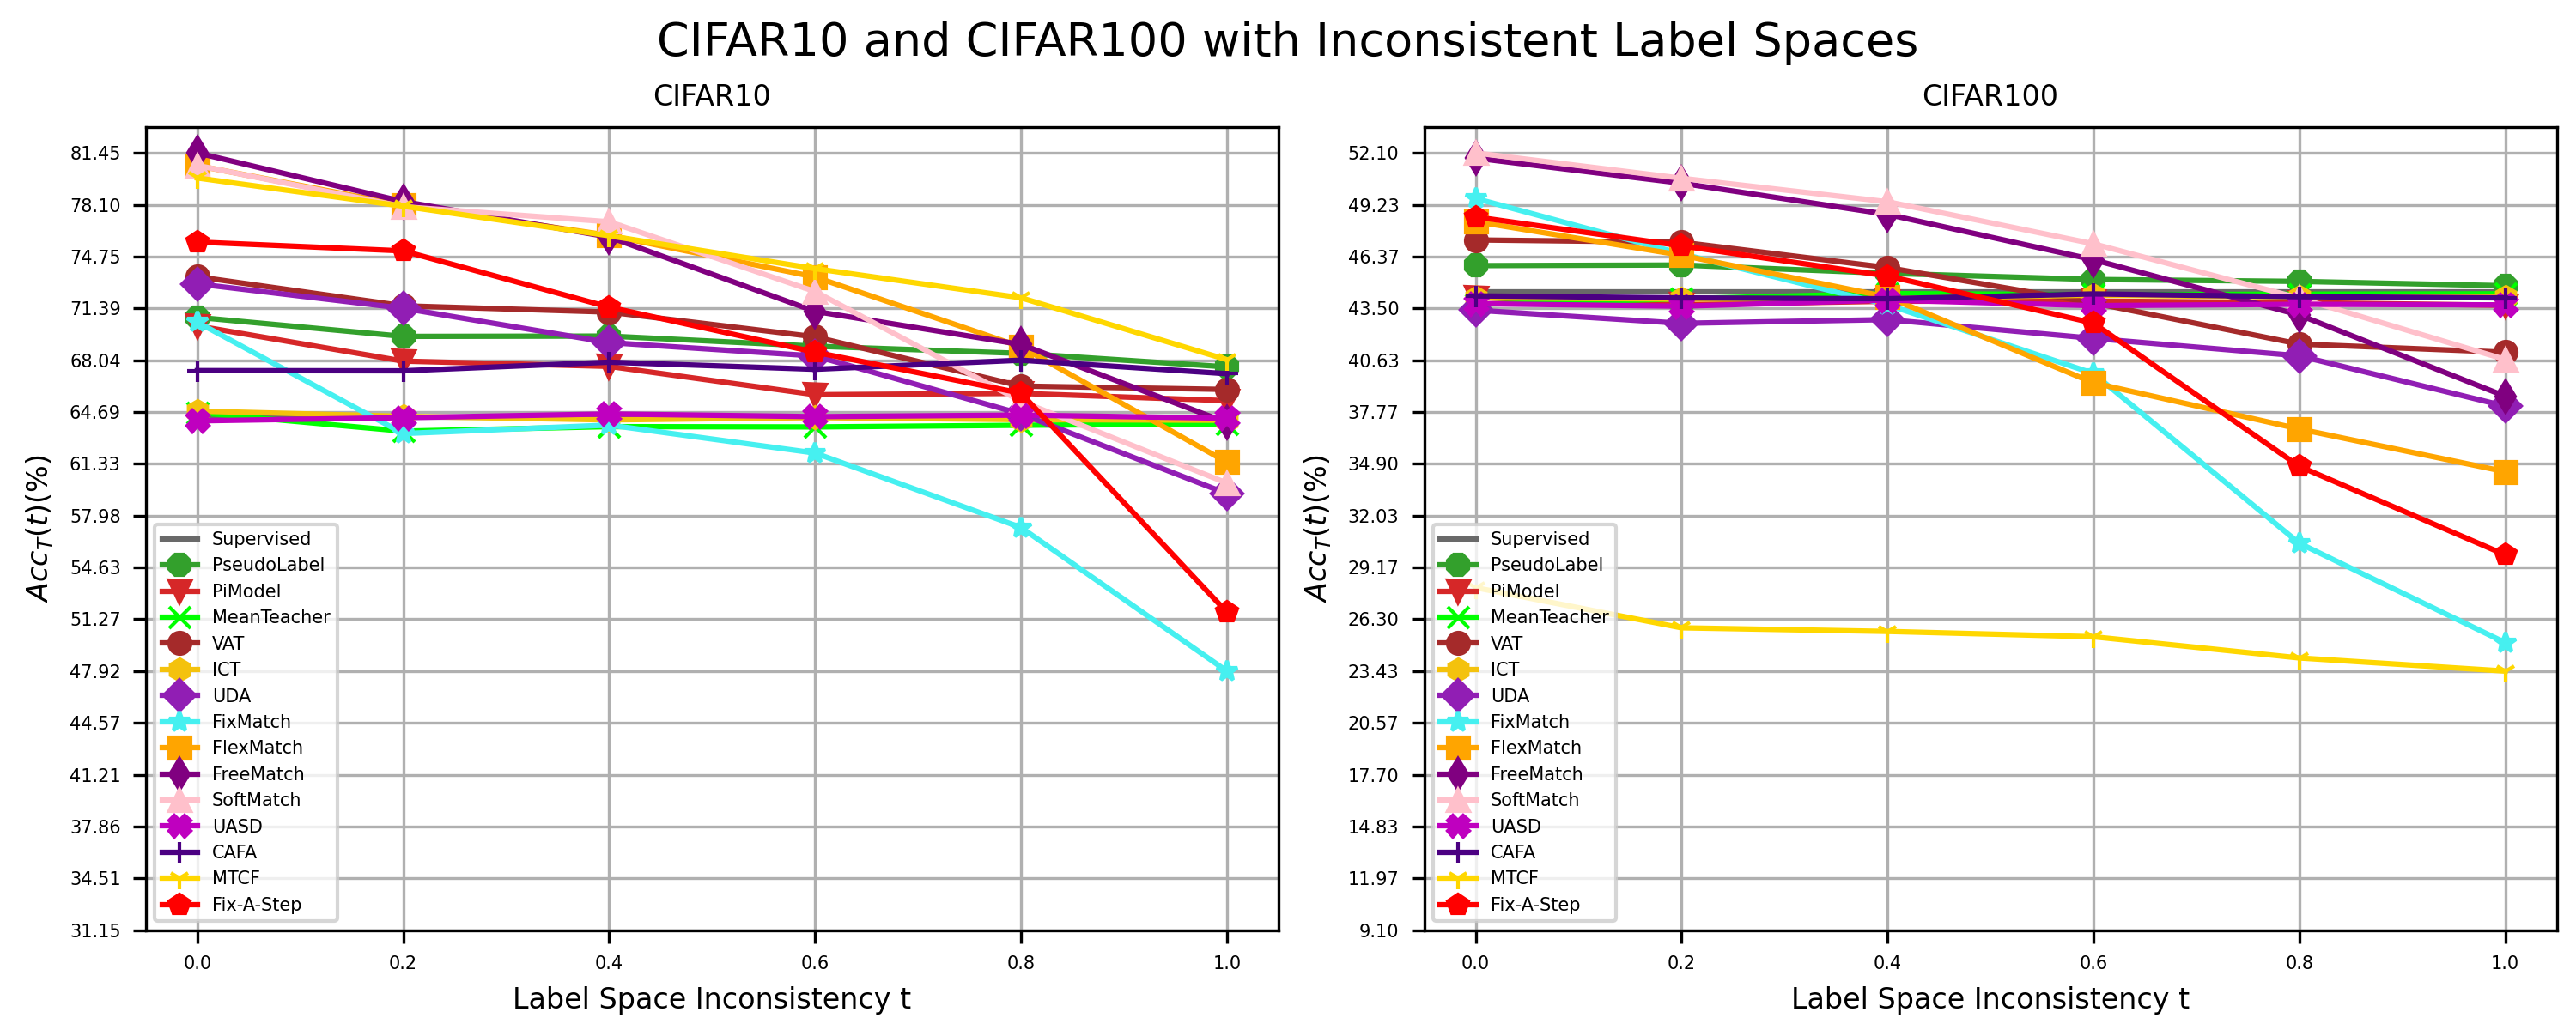 CIFAR10 and CIFAR100 with Inconsistent Label Spaces
CIFAR10
81.45
78.10
74.75
71.39
68.04
64.69
61.33
57.98
54.63
51.27
47.92
44.57
41.21
37.86
34.51
31.15
Acc_T(t)(%)
Supervised
PseudoLabel
PiModel
MeanTeacher
VAT
ICT
UDA
FixMatch
FlexMatch
FreeMatch
SoftMatch
UASD
CAFA
MTCF
Fix-A-Step
0.0 0.2 0.4 0.6 0.8 1.0
Label Space Inconsistency t
CIFAR100
52.10
49.23
46.37
43.50
40.63
37.77
34.90
32.03
29.17
26.30
23.43
20.57
17.70
14.83
11.97
9.10
Acc_T(t)(%)
Supervised
PseudoLabel
PiModel
MeanTeacher
VAT
ICT
UDA
FixMatch
FlexMatch
FreeMatch
SoftMatch
UASD
CAFA
MTCF
Fix-A-Step
0.0 0.2 0.4 0.6 0.8 1.0
Label Space Inconsistency t